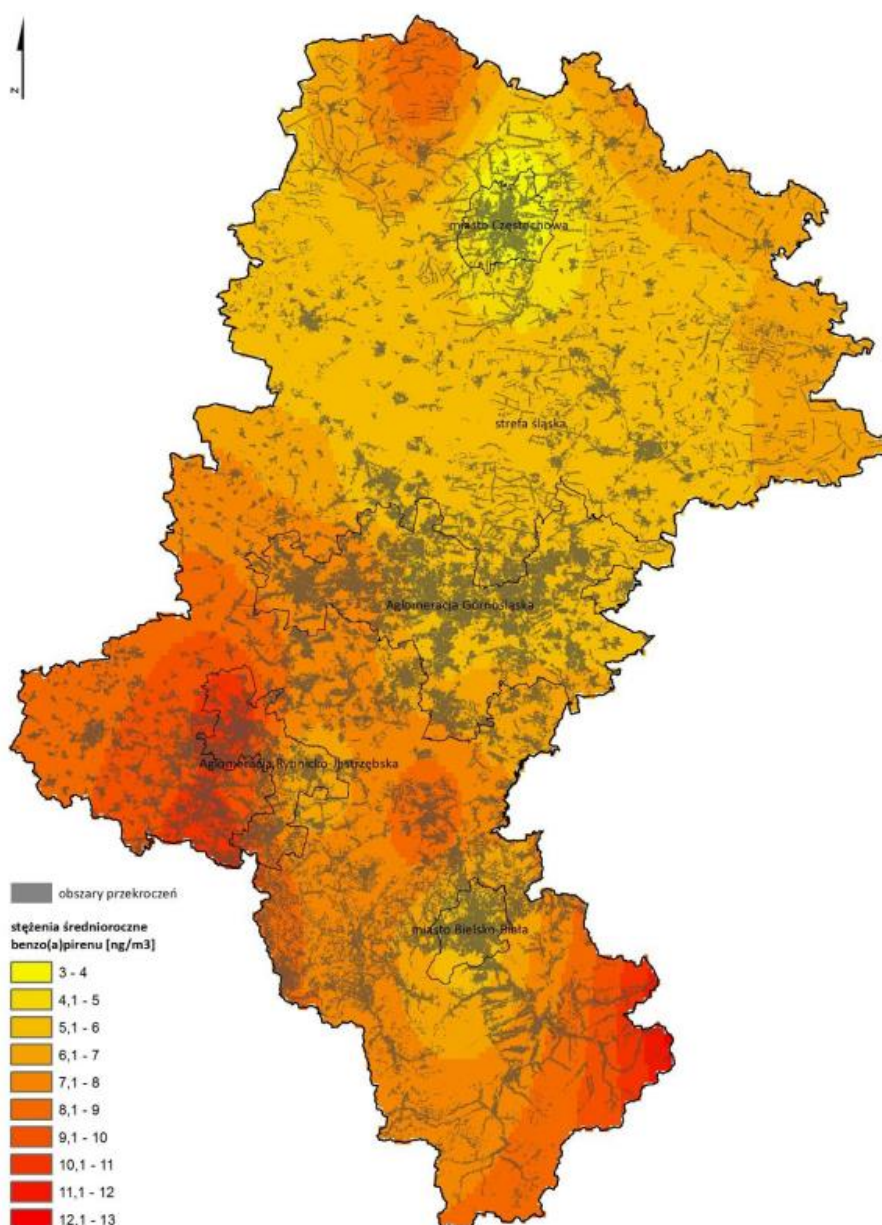 N
miasto Częstochowa
strefa śląska
Aglomeracja Górnośląska
Aglomeracja Rybnicko-Jastrzębska
miasto Bielsko-Biała
obszary przekroczeń
stężenia średnioroczne
benzo(a)pirenu [ng/m3]
3 - 4
4,1 - 5
5,1 - 6
6,1 - 7
7,1 - 8
8,1 - 9
9,1 - 10
10,1 - 11
11,1 - 12
12,1 - 13